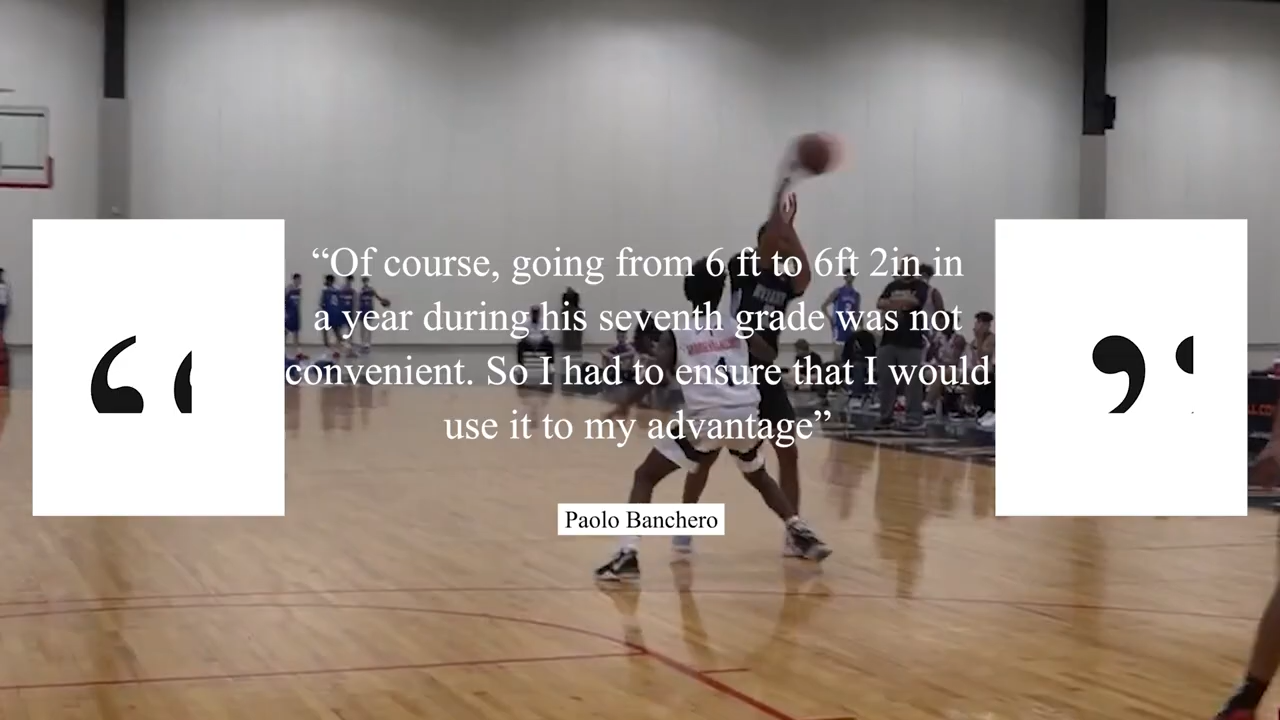 “Of course, going from 6 ft to 6ft 2in in
a year during his seventh grade was not
convenient. So I had to ensure that I would
use it to my advantage”
Paolo Banchero